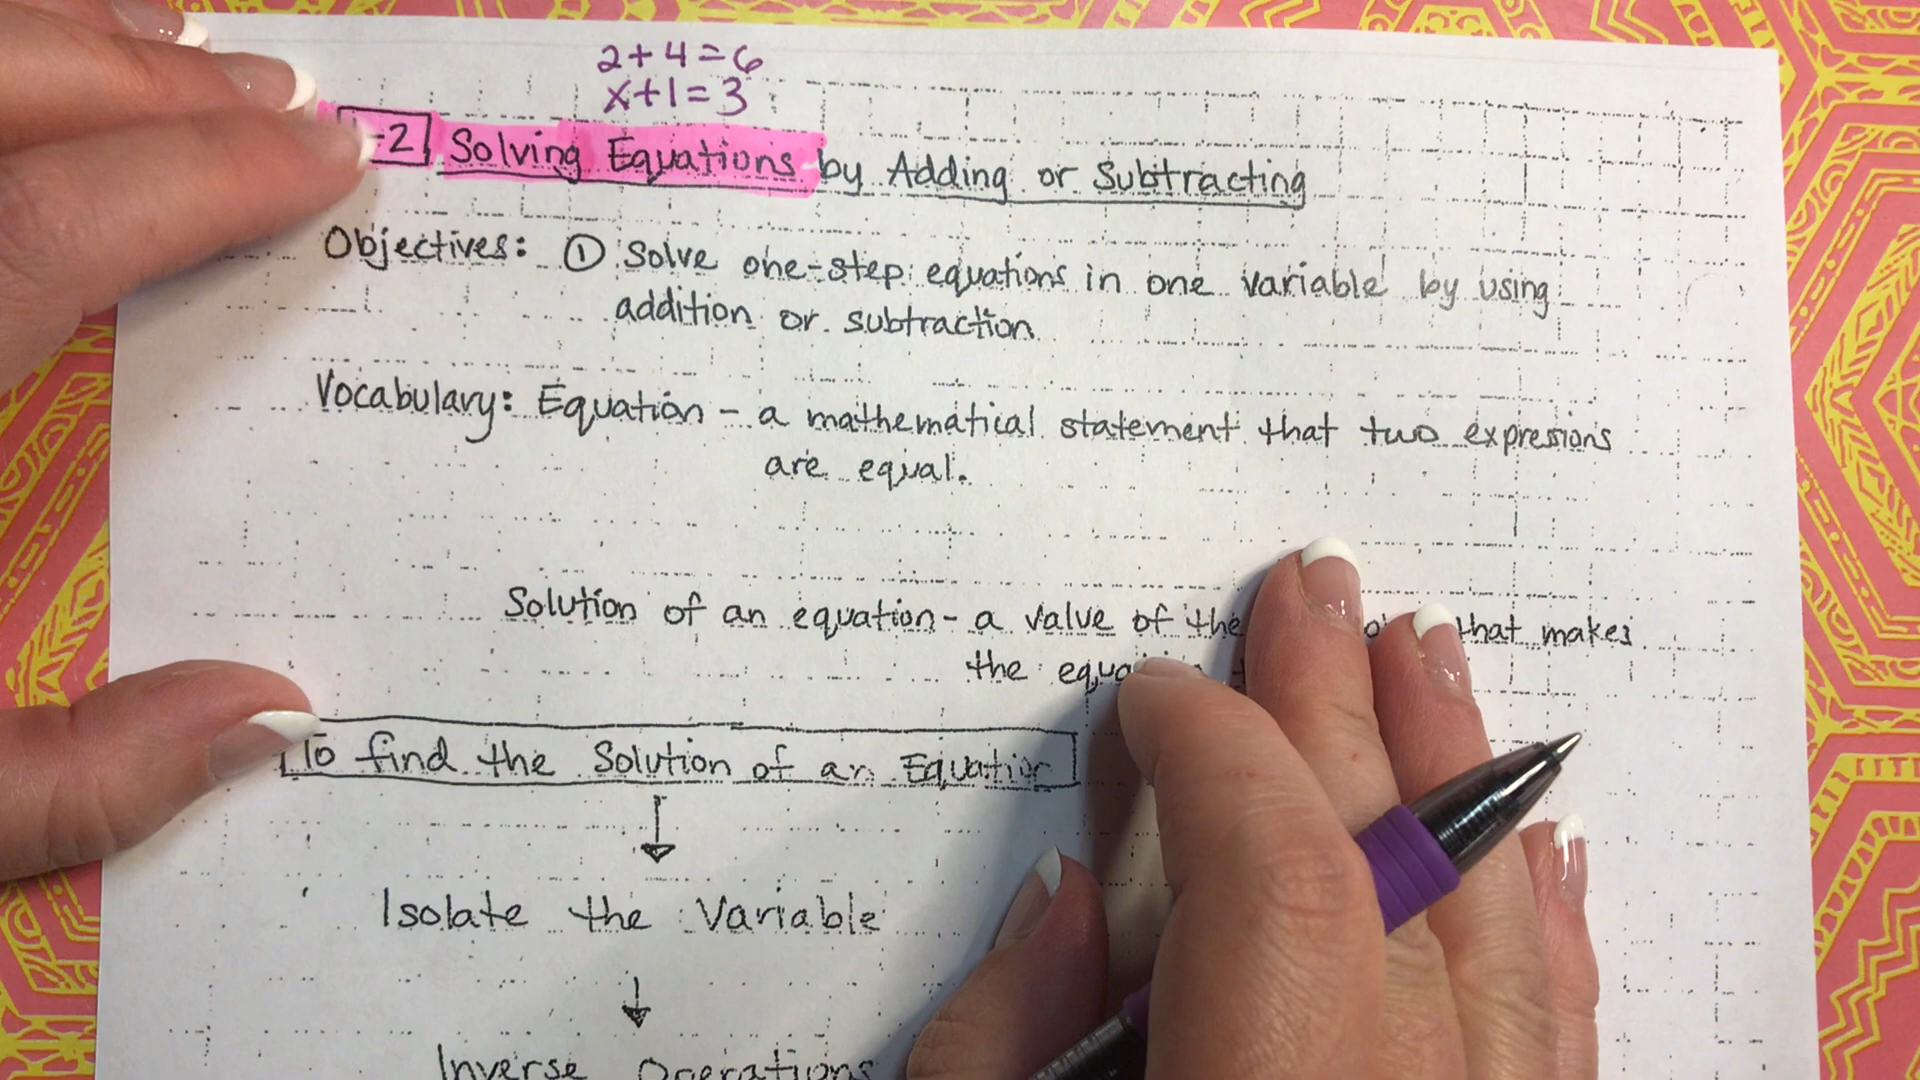 2+4=6
x+1=3
-2 Solving Equations by Adding or Subtracting
Objectives: ① Solve one-step equations in one variable by using
addition or subtraction
Vocabulary: Equation - a mathematical statement that two expressions
are equal.
Solution of an equation - a value of the that makes
the
To find the Solution of an Equation
Isolate the Variable
Inverse Operations